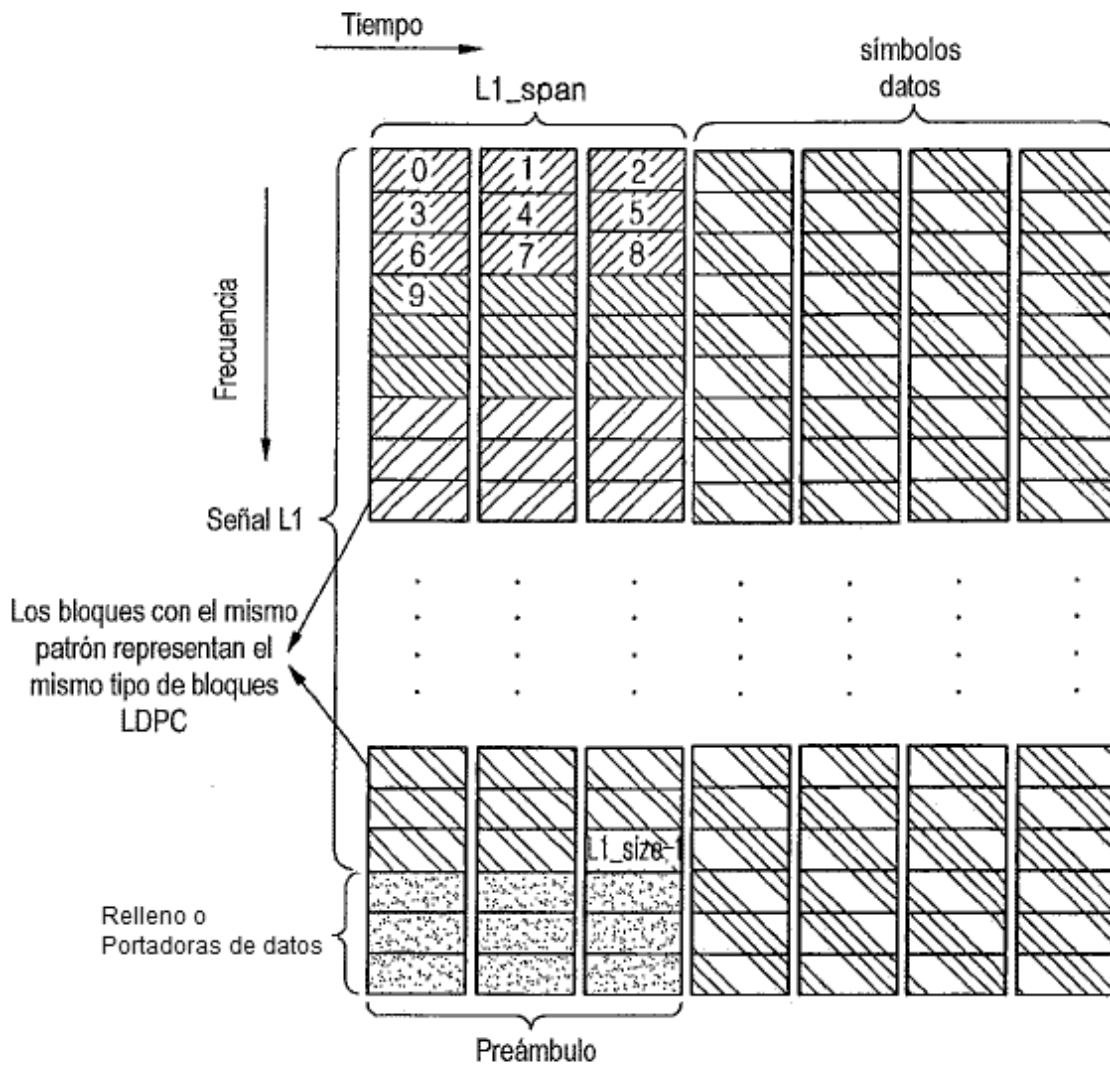 Tiempo
L1_span
símbolos
datos
0 1 2
3 4 5
6 7 8
9
Frecuencia
Señal L1
Los bloques con el mismo
patrón representan el
mismo tipo de bloques
LDPC
L1_size-1
Relleno o
Portadoras de datos
Preámbulo